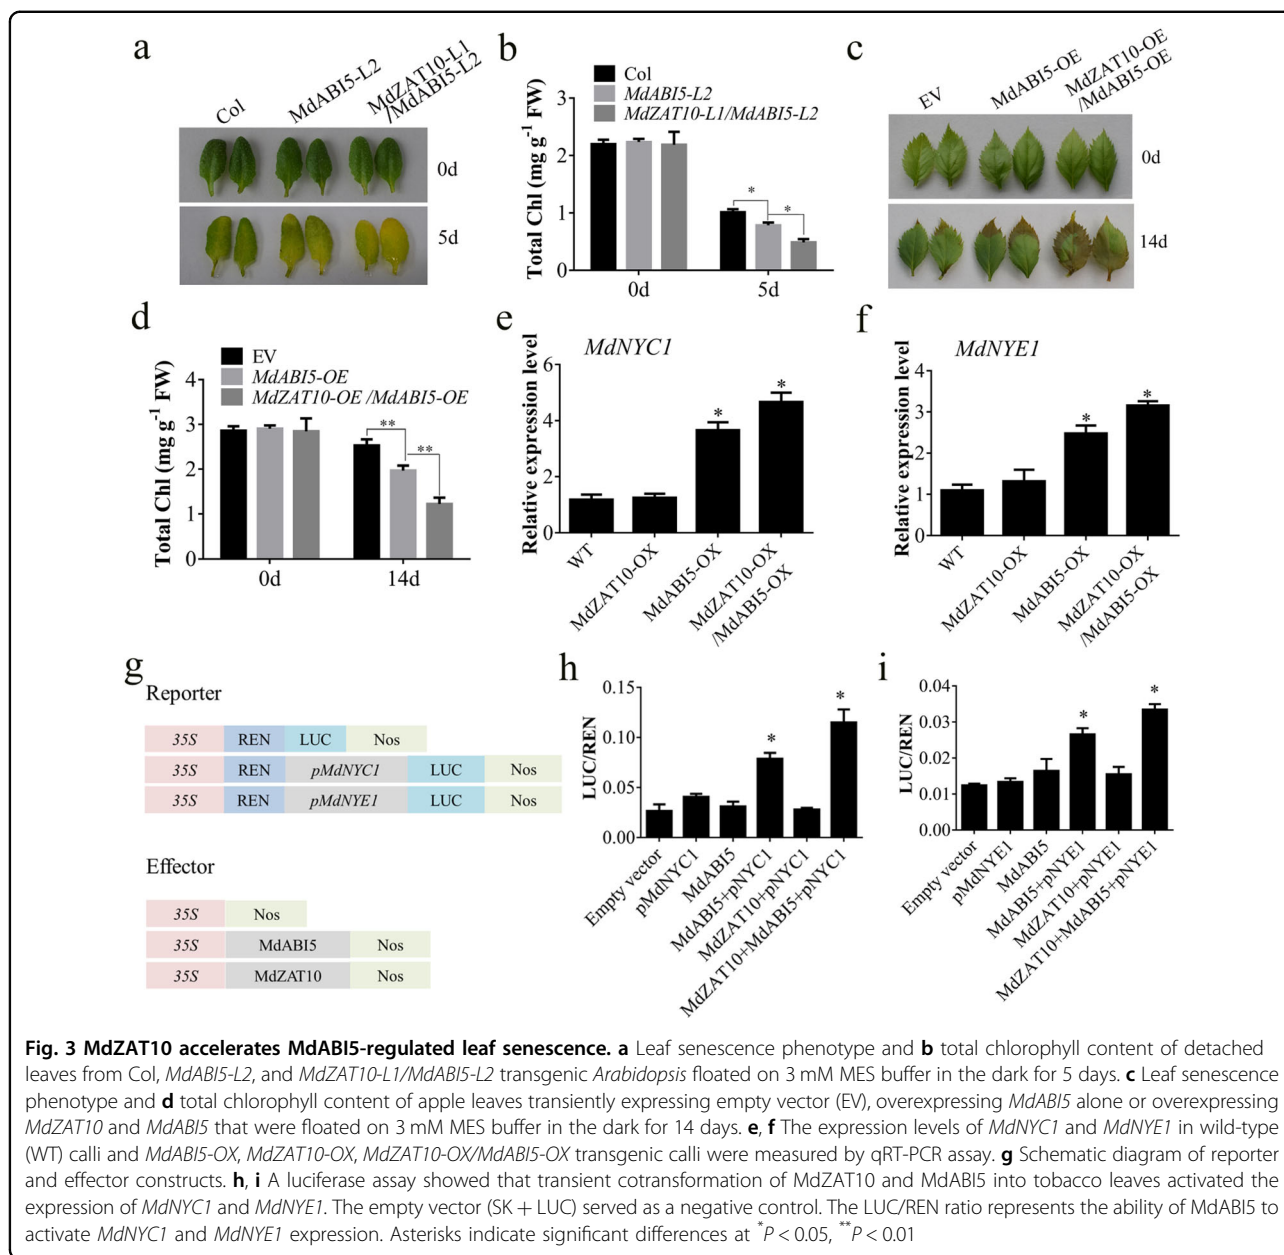 a
Col
MdABI5-L2
MdZAT10-L1
/MdABI5-L2
0d
5d
b
Col
MdABI5-L2
MdZAT10-L1/MdABI5-L2
Total Chl (mg g-1 FW)
3
2
1
0
*
*
0d
5d
c
EV
MdABI5-OE
MdZAT10-OE
/MdABI5-OE
0d
14d
d
EV
MdABI5-OE
MdZAT10-OE /MdABI5-OE
Total Chl (mg g-1 FW)
4
3
2
1
0
**
**
0d
14d
e
MdNYC1
Relative expression level
6
4
2
0
*
*
WT
MdZAT10-OX
MdABI5-OX
MdZAT10-OX
/MdABI5-OX
f
MdNYE1
Relative expression level
4
3
2
1
0
*
*
WT
MdZAT10-OX
MdABI5-OX
MdZAT10-OX
/MdABI5-OX
g
Reporter
35S REN LUC Nos
35S REN pMdNYC1 LUC Nos
35S REN pMdNYE1 LUC Nos
Effector
35S Nos
35S MdABI5 Nos
35S MdZAT10 Nos
h
LUC/REN
0.15
0.10
0.05
0.00
*
*
Empty vector
pMdNYC1
MdABI5
MdABI5+pNYC1
MdZAT10+pNYC1
MdZAT10+MdABI5+pNYC1
i
LUC/REN
0.04
0.03
0.02
0.01
0.00
*
*
Empty vector
pMdNYE1
MdABI5
MdABI5+pNYE1
MdZAT10+pNYE1
MdZAT10+MdABI5+pNYE1
Fig. 3 MdZAT10 accelerates MdABI5-regulated leaf senescence. a Leaf senescence phenotype and b total chlorophyll content of detached
leaves from Col, MdABI5-L2, and MdZAT10-L1/MdABI5-L2 transgenic Arabidopsis floated on 3 mM MES buffer in the dark for 5 days. c Leaf senescence
phenotype and d total chlorophyll content of apple leaves transiently expressing empty vector (EV), overexpressing MdABI5 alone or overexpressing
MdZAT10 and MdABI5 that were floated on 3 mM MES buffer in the dark for 14 days. e, f The expression levels of MdNYC1 and MdNYE1 in wild-type
(WT) calli and MdABI5-OX, MdZAT10-OX, MdZAT10-OX/MdABI5-OX transgenic calli were measured by qRT-PCR assay. g Schematic diagram of reporter
and effector constructs. h, i A luciferase assay showed that transient cotransformation of MdZAT10 and MdABI5 into tobacco leaves activated the
expression of MdNYC1 and MdNYE1. The empty vector (SK + LUC) served as a negative control. The LUC/REN ratio represents the ability of MdABI5 to
activate MdNYC1 and MdNYE1 expression. Asterisks indicate significant differences at *P < 0.05, **P < 0.01